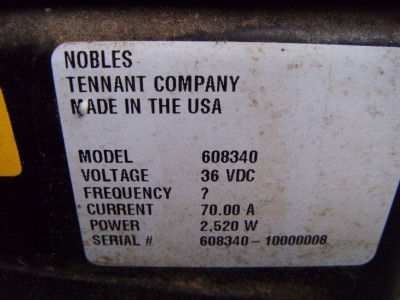 NOBLES
TENNANT COMPANY
MADE IN THE USA
MODEL 608340
VOLTAGE 36 VDC
FREQUENCY ?
CURRENT 70.00 A
POWER 2,520 W
SERIAL # 608340-10000008